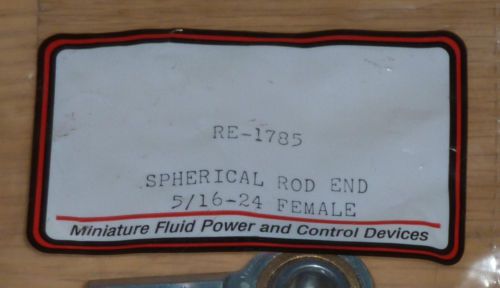 RE-1785
SPHERICAL ROD END
5/16-24 FEMALE
Miniature Fluid Power and Control Devices